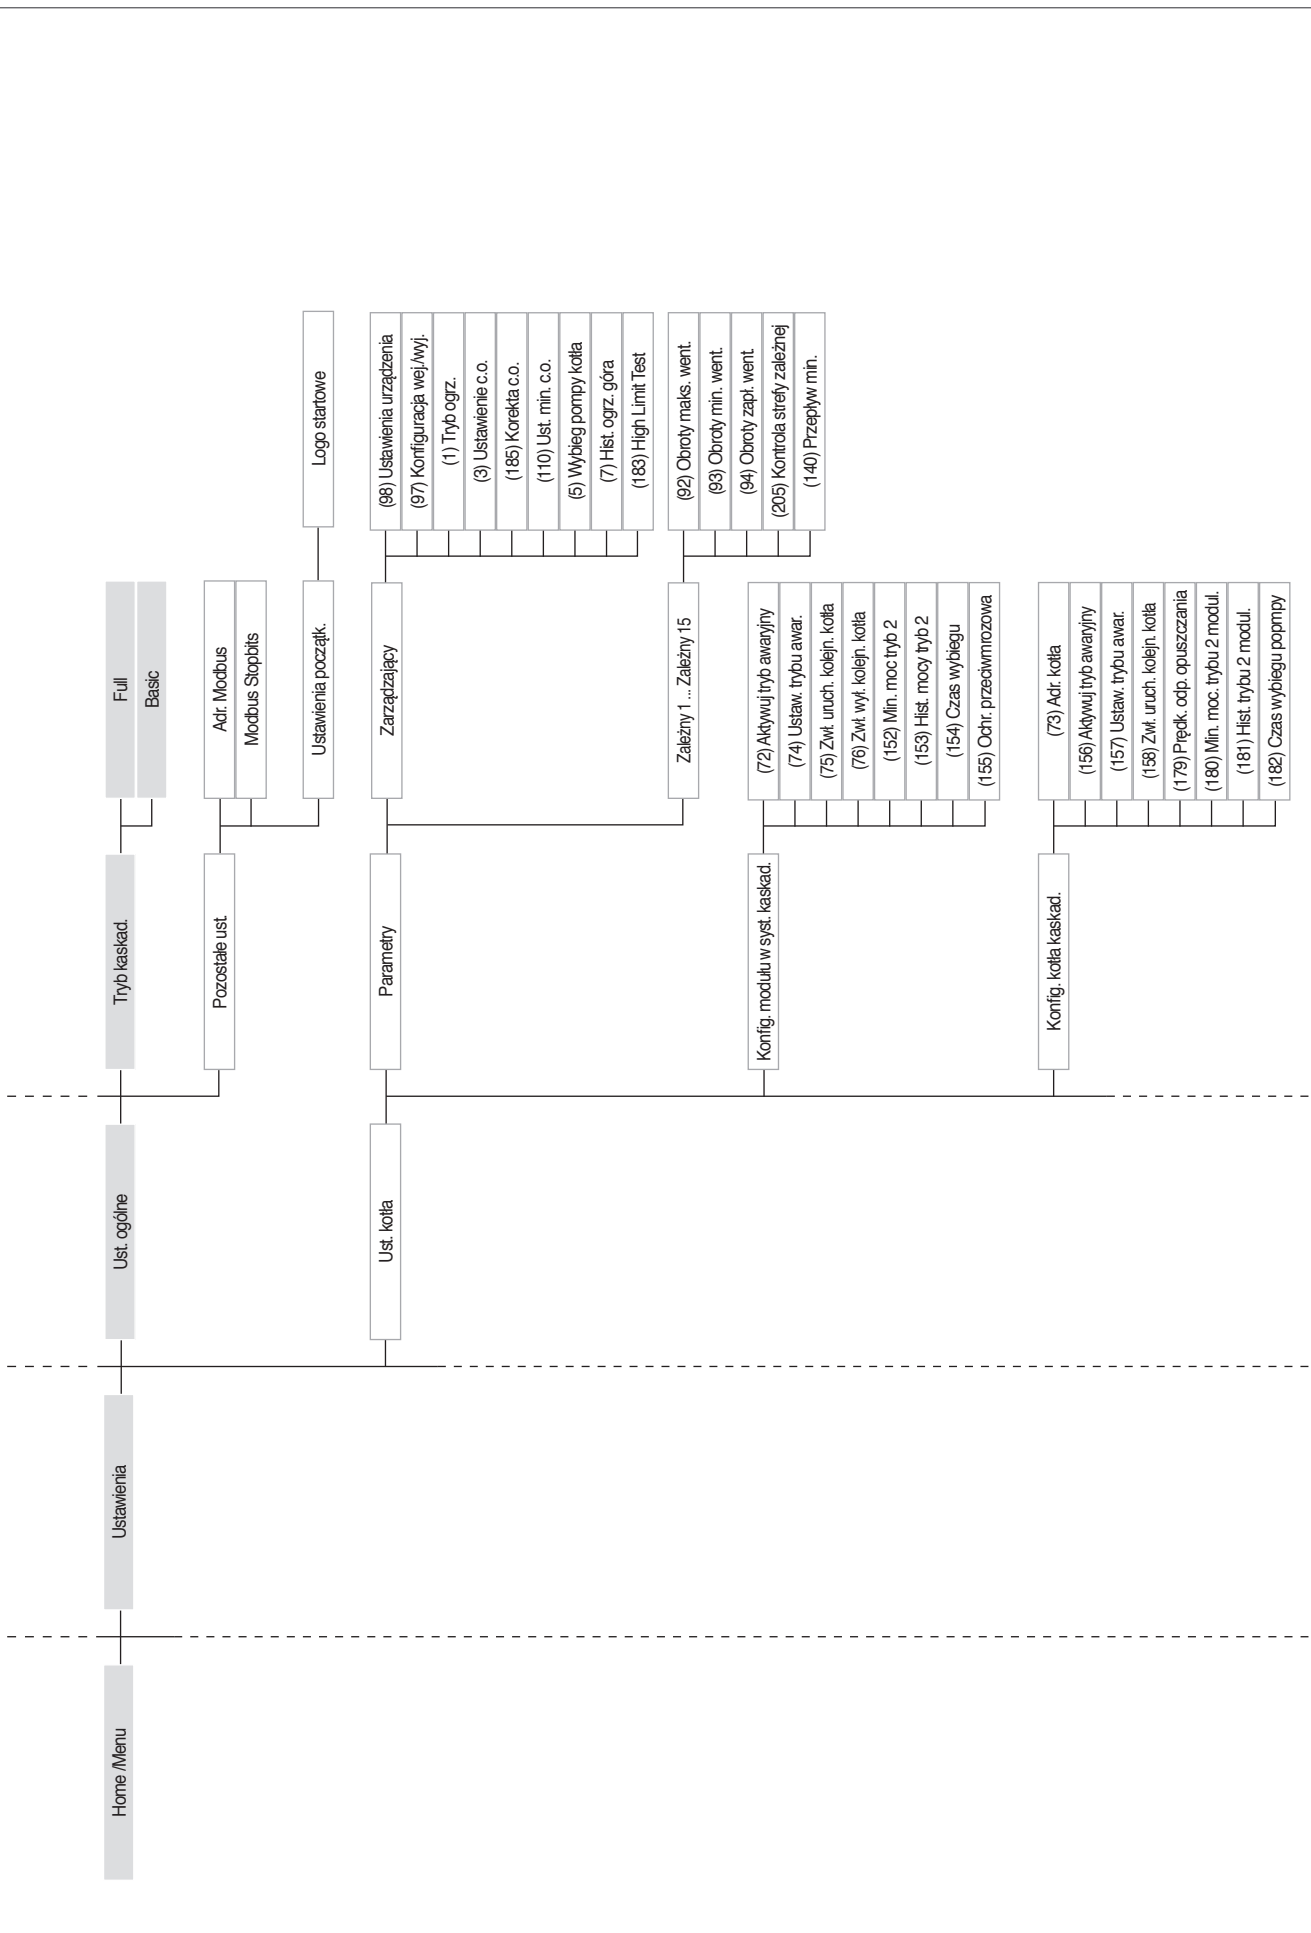 Home /Menu
Ustawienia
Ust. ogólne
Tryb kaskad.
Full
Basic
Pozostałe ust.
Adr. Modbus
Modbus Stopbits
Ustawienia początk.
Logo startowe
Ust. kotła
Parametry
Zarządzający
(98) Ustawienia urządzenia
(97) Konfiguracja wej./wyj.
(1) Tryb ogrz.
(3) Ustawienie c.o.
(185) Korekta c.o.
(110) Ust. min. c.o.
(5) Wybieg pompy kotła
(7) Hist. ogrz. góra
(183) High Limit Test
Zależny 1 ... Zależny 15
(92) Obroty maks. went.
(93) Obroty min. went.
(94) Obroty zapł. went.
(205) Kontrola strefy zależnej
(140) Przepływ min.
Konfig. modułu w syst. kaskad.
(72) Aktywuj tryb awaryjny
(74) Ustaw. trybu awar.
(75) Zwł. uruch. kolejn. kotła
(76) Zwł. wył. kolejn. kotła
(152) Min. moc tryb 2
(153) Hist. mocy tryb 2
(154) Czas wybiegu
(155) Ochr. przeciwmrozowa
Konfig. kotła kaskad.
(73) Adr. kotła
(156) Aktywuj tryb awaryjny
(157) Ustaw. trybu awar.
(158) Zwł. uruch. kolejn. kotła
(179) Prędk. odp. opuszczania
(180) Min. moc. trybu 2 modul.
(181) Hist. trybu 2 modul.
(182) Czas wybiegu popmpy